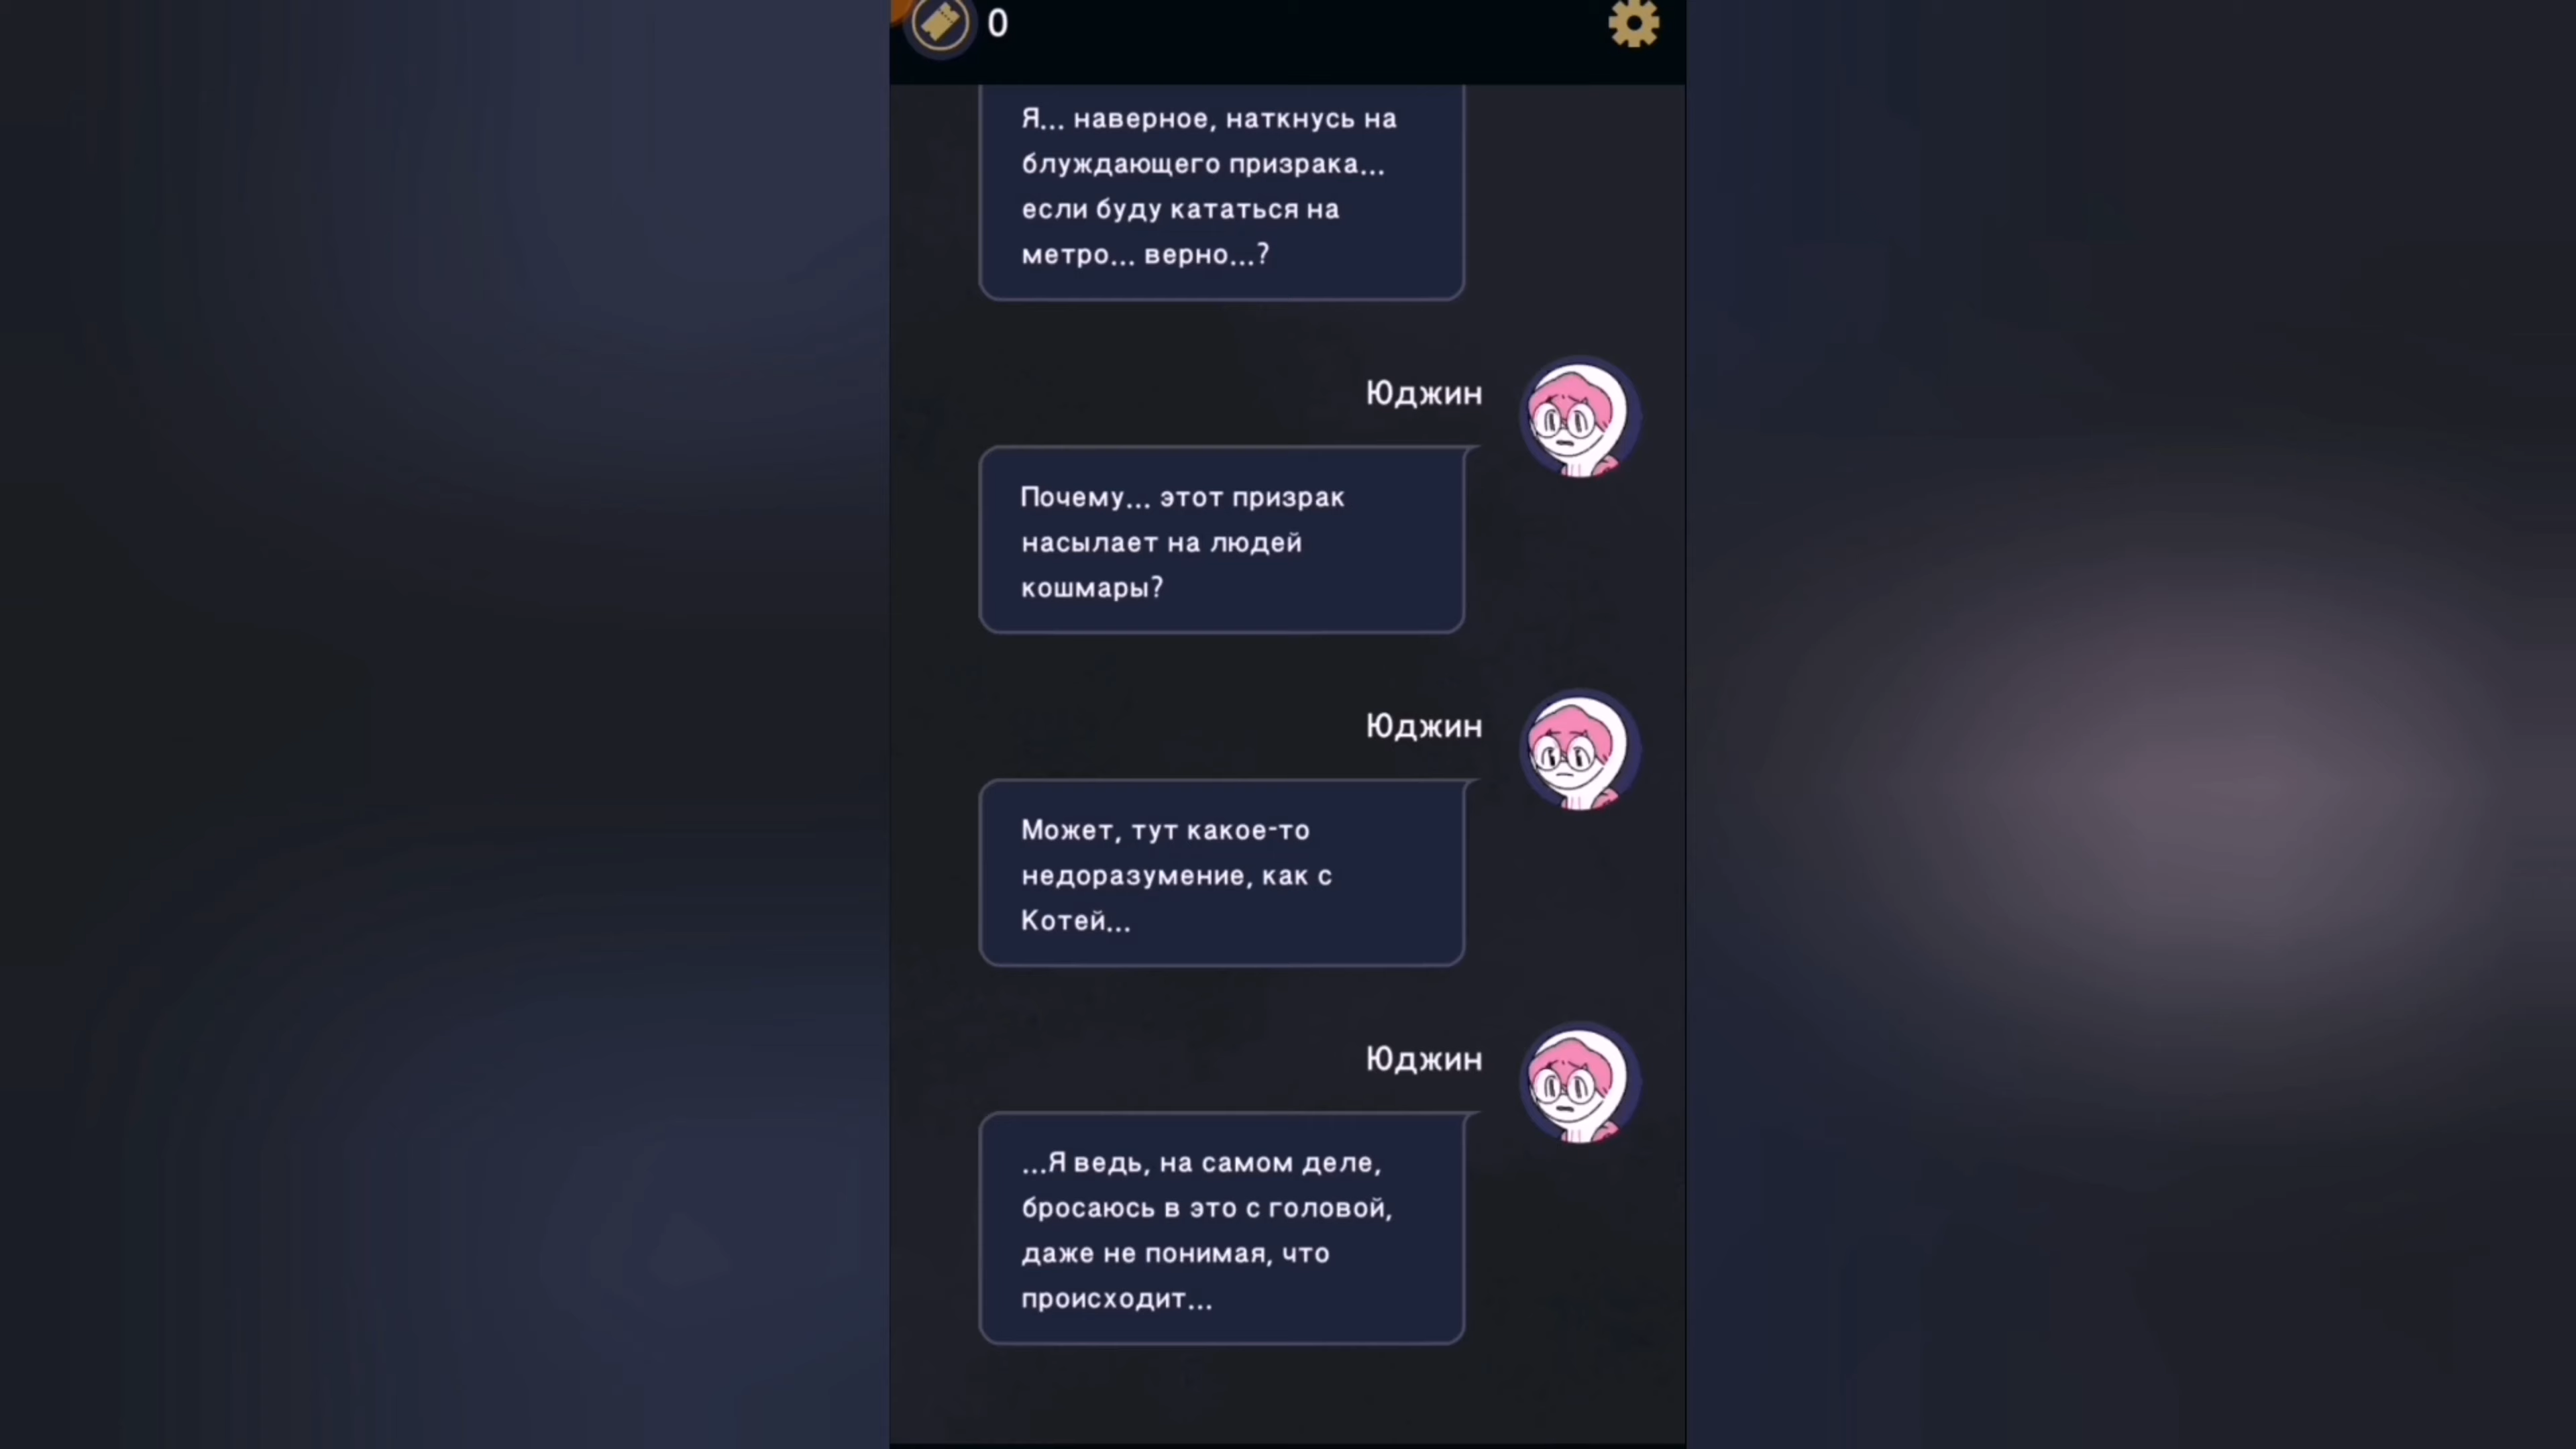 0
Я... наверное, наткнусь на
блуждающего призрака...
если буду кататься на
метро... верно...?
Юджин
Почему... этот призрак
насылает на людей
кошмары?
Юджин
Может, тут какое-то
недоразумение, как с
Котей...
Юджин
...Я ведь, на самом деле,
бросаюсь в это с головой,
даже не понимая, что
происходит...